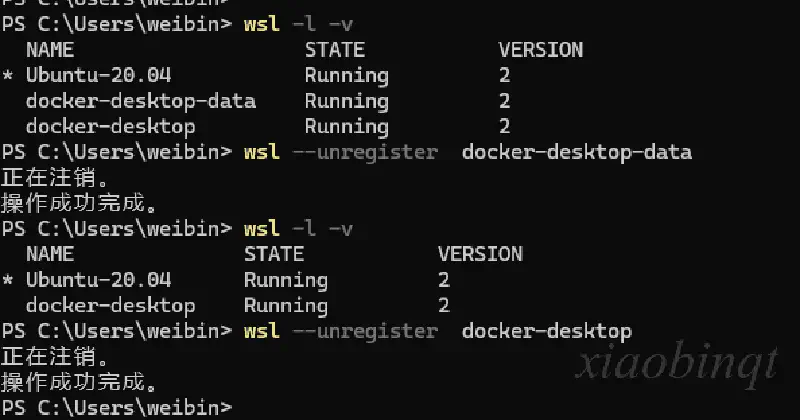 PS C:\Users\weibin>
PS C:\Users\weibin> wsl -l -v
NAME STATE VERSION
* Ubuntu-20.04 Running 2
docker-desktop-data Running 2
docker-desktop Running 2
PS C:\Users\weibin> wsl --unregister docker-desktop-data
正在注销。
操作成功完成。
PS C:\Users\weibin> wsl -l -v
NAME STATE VERSION
* Ubuntu-20.04 Running 2
docker-desktop Running 2
PS C:\Users\weibin> wsl --unregister docker-desktop
正在注销。
操作成功完成。
PS C:\Users\weibin>
xiaobinqt